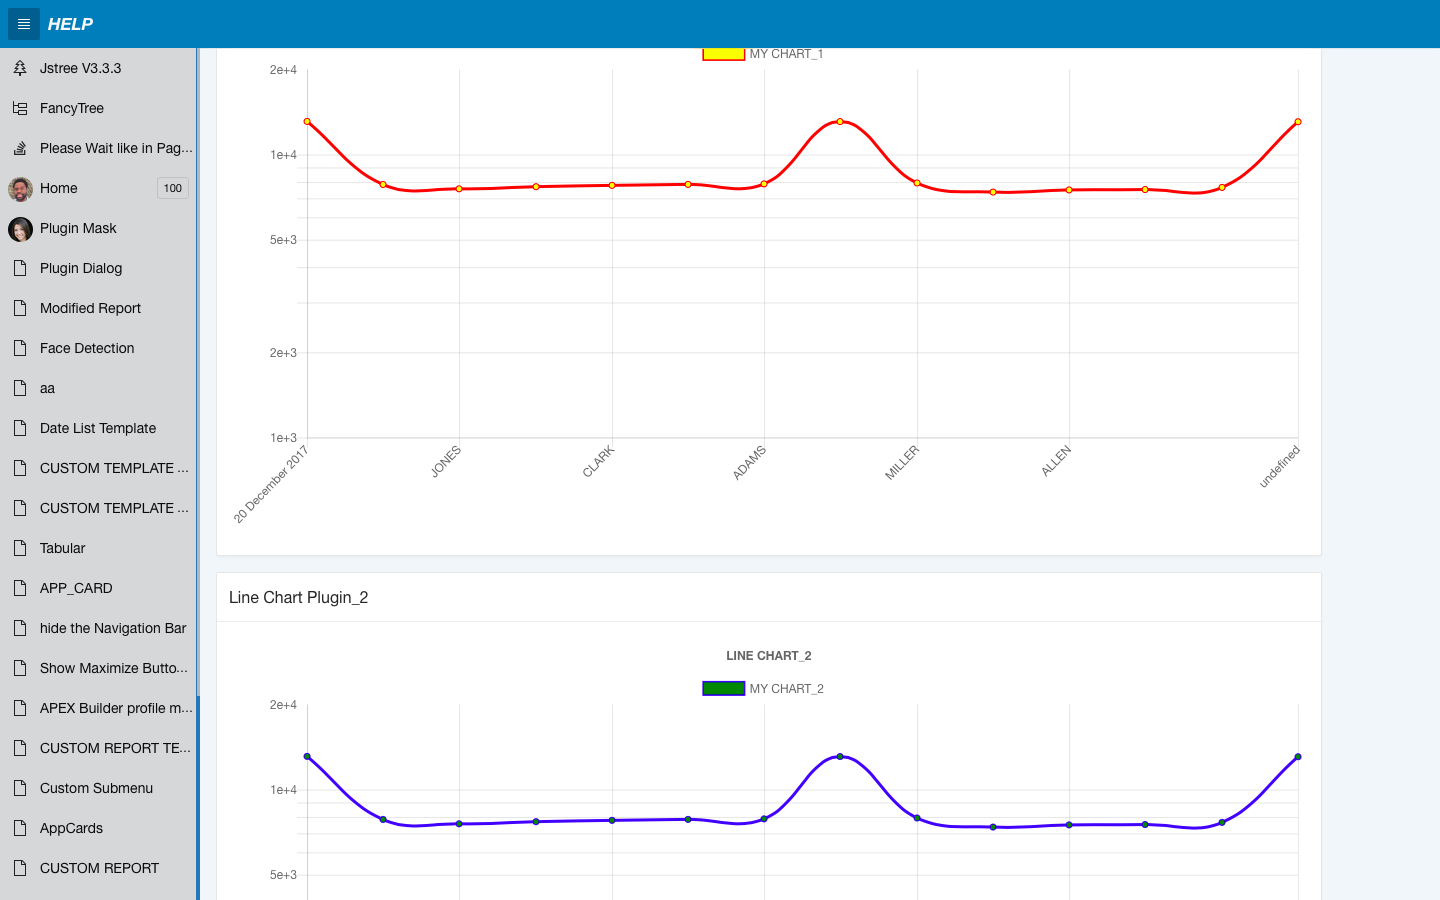 HELP
Jstree V3.3.3
FancyTree
Please Wait like in Pag...
Home 100
Plugin Mask
Plugin Dialog
Modified Report
Face Detection
aa
Date List Template
CUSTOM TEMPLATE ...
CUSTOM TEMPLATE ...
Tabular
APP_CARD
hide the Navigation Bar
Show Maximize Butto...
APEX Builder profile m...
CUSTOM REPORT TE...
Custom Submenu
AppCards
CUSTOM REPORT
MY CHART_1
2e+4
1e+4
5e+3
2e+3
1e+3
20 December 2017
JONES
CLARK
ADAMS
MILLER
ALLEN
undefined
Line Chart Plugin_2
LINE CHART_2
MY CHART_2
2e+4
1e+4
5e+3